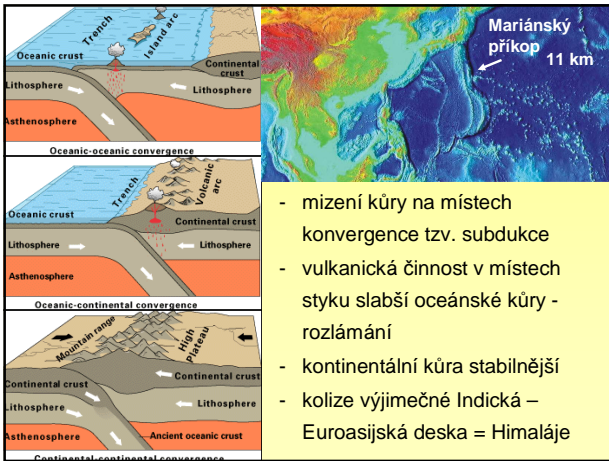 Trench
Island arc
Oceanic crust
Continental
crust
Lithosphere
Lithosphere
Asthenosphere
Oceanic-oceanic convergence
Trench
Volcanic
arc
Oceanic crust
Continental crust
Lithosphere
Lithosphere
Asthenosphere
Oceanic-continental convergence
Mountain range
High
Plateau
Continental crust
Continental crust
Lithosphere
Lithosphere
Asthenosphere
Ancient oceanic crust
Continental-continental convergence
Mariánský
příkop
11 km
- mizení kůry na místech
konvergence tzv. subdukce
- vulkanická činnost v místech
styku slabší oceánské kůry -
rozlámání
- kontinentální kůra stabilnější
- kolize výjimečné Indická –
Euroasijská deska = Himaláje